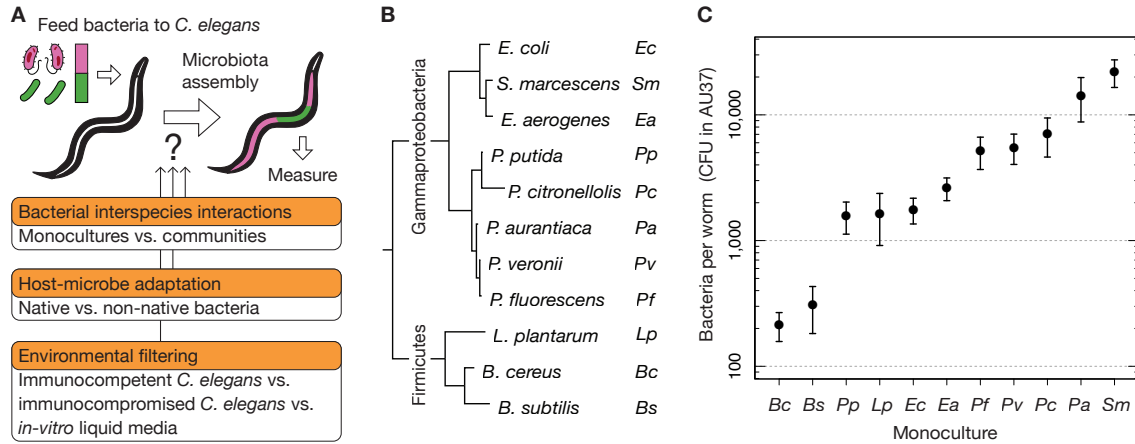 A
Feed bacteria to C. elegans
Microbiota
assembly
?
Measure
Bacterial interspecies interactions
Monocultures vs. communities
Host-microbe adaptation
Native vs. non-native bacteria
Environmental filtering
Immunocompetent C. elegans vs.
immunocompromised C. elegans vs.
in-vitro liquid media
B
Gammaproteobacteria
Firmicutes
E. coli Ec
S. marcescens Sm
E. aerogenes Ea
P. putida Pp
P. citronellolis Pc
P. aurantiaca Pa
P. veronii Pv
P. fluorescens Pf
L. plantarum Lp
B. cereus Bc
B. subtilis Bs
C
Bacteria per worm (CFU in AU37)
10,000
1,000
100
Bc Bs Pp Lp Ec Ea Pf Pv Pc Pa Sm
Monoculture